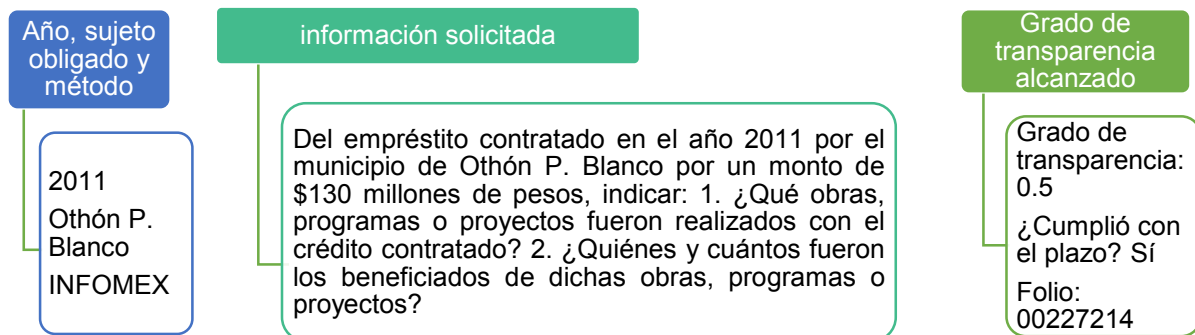 Año, sujeto
obligado y
método
2011
Othón P.
Blanco
INFOMEX
información solicitada
Del empréstito contratado en el año 2011 por el
municipio de Othón P. Blanco por un monto de
$130 millones de pesos, indicar: 1. ¿Qué obras,
programas o proyectos fueron realizados con el
crédito contratado? 2. ¿Quiénes y cuántos fueron
los beneficiados de dichas obras, programas o
proyectos?
Grado de
transparencia
alcanzado
Grado de
transparencia:
0.5
¿Cumplió con
el plazo? Sí
Folio:
00227214